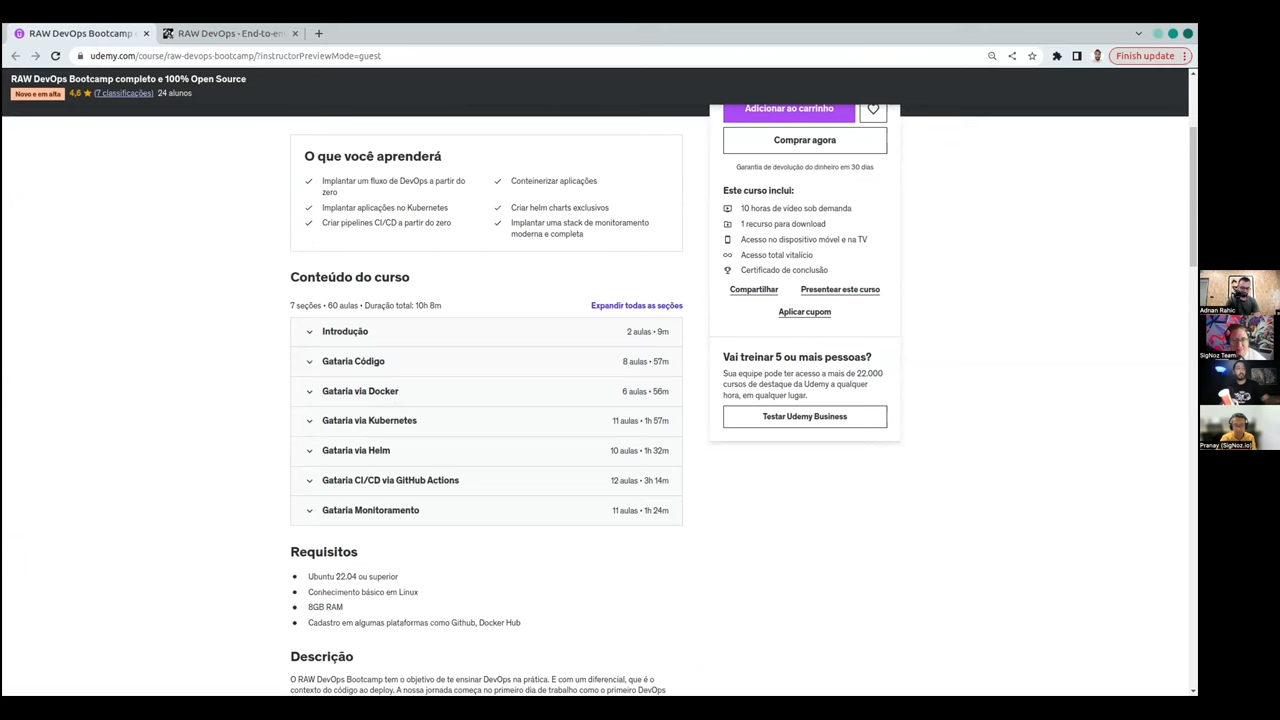 RAW DevOps Bootcamp
RAW DevOps - End-to-en
udemy.com/course/raw-devops-bootcamp/?instructorPreviewMode=guest
Finish update
RAW DevOps Bootcamp completo e 100% Open Source
Novo e em alta 4,6 ★ (7 classificações) 24 alunos
Adicionar ao carrinho
Comprar agora
Garantia de devolução do dinheiro em 30 dias
O que você aprenderá
Implantar um fluxo de DevOps a partir do
zero
Conteinerizar aplicações
Implantar aplicações no Kubernetes
Criar helm charts exclusivos
Criar pipelines CI/CD a partir do zero
Implantar uma stack de monitoramento
moderna e completa
Este curso inclui:
10 horas de vídeo sob demanda
1 recurso para download
Acesso no dispositivo móvel e na TV
Acesso total vitalício
Certificado de conclusão
Compartilhar
Presentear este curso
Aplicar cupom
Conteúdo do curso
7 seções • 60 aulas • Duração total: 10h 8m
Expandir todas as seções
Introdução 2 aulas • 9m
Gataria Código 8 aulas • 57m
Gataria via Docker 6 aulas • 56m
Gataria via Kubernetes 11 aulas • 1h 57m
Gataria via Helm 10 aulas • 1h 32m
Gataria CI/CD via GitHub Actions 12 aulas • 3h 14m
Gataria Monitoramento 11 aulas • 1h 24m
Vai treinar 5 ou mais pessoas?
Sua equipe pode ter acesso a mais de 22.000
cursos de destaque da Udemy a qualquer
hora, em qualquer lugar.
Testar Udemy Business
Requisitos
Ubuntu 22.04 ou superior
Conhecimento básico em Linux
8GB RAM
Cadastro em algumas plataformas como Github, Docker Hub
Descrição
O RAW DevOps Bootcamp tem o objetivo de te ensinar DevOps na prática. E com um diferencial, que é o
contexto do código ao deploy. A nossa jornada começa no primeiro dia de trabalho como o primeiro DevOps
Adnan Rahic
SigNoz Team
Pranay (SigNoz.io)